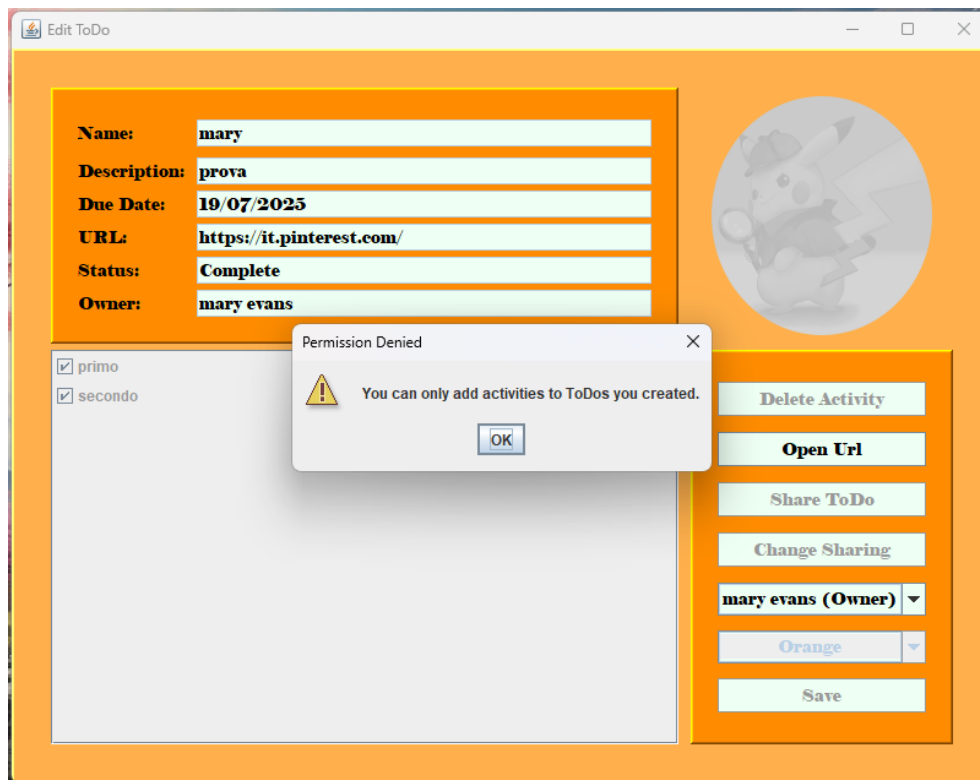 Edit ToDo
Name: mary
Description: prova
Due Date: 19/07/2025
URL: https://it.pinterest.com/
Status: Complete
Owner: mary evans
Permission Denied
You can only add activities to ToDos you created.
OK
primo
secondo
Delete Activity
Open Url
Share ToDo
Change Sharing
mary evans (Owner)
Orange
Save